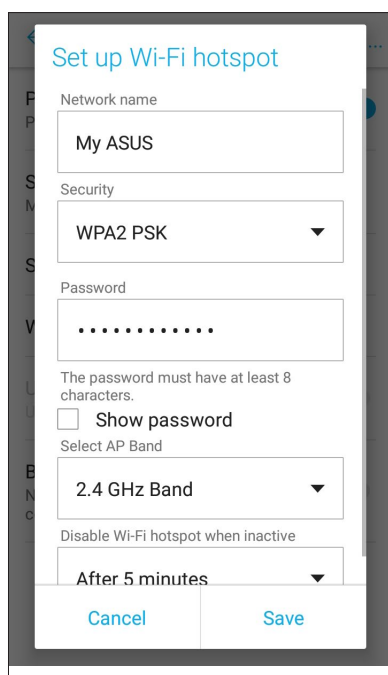 Set up Wi-Fi hotspot
Network name
My ASUS
Security
WPA2 PSK
Password
............
The password must have at least 8
characters.
Show password
Select AP Band
2.4 GHz Band
Disable Wi-Fi hotspot when inactive
After 5 minutes
Cancel
Save